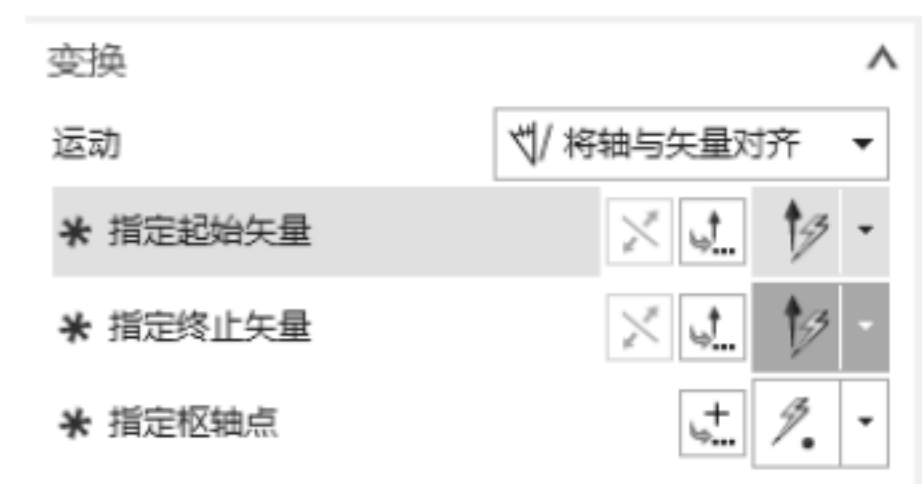 变换
运动 将轴与矢量对齐
* 指定起始矢量
* 指定终止矢量
* 指定枢轴点